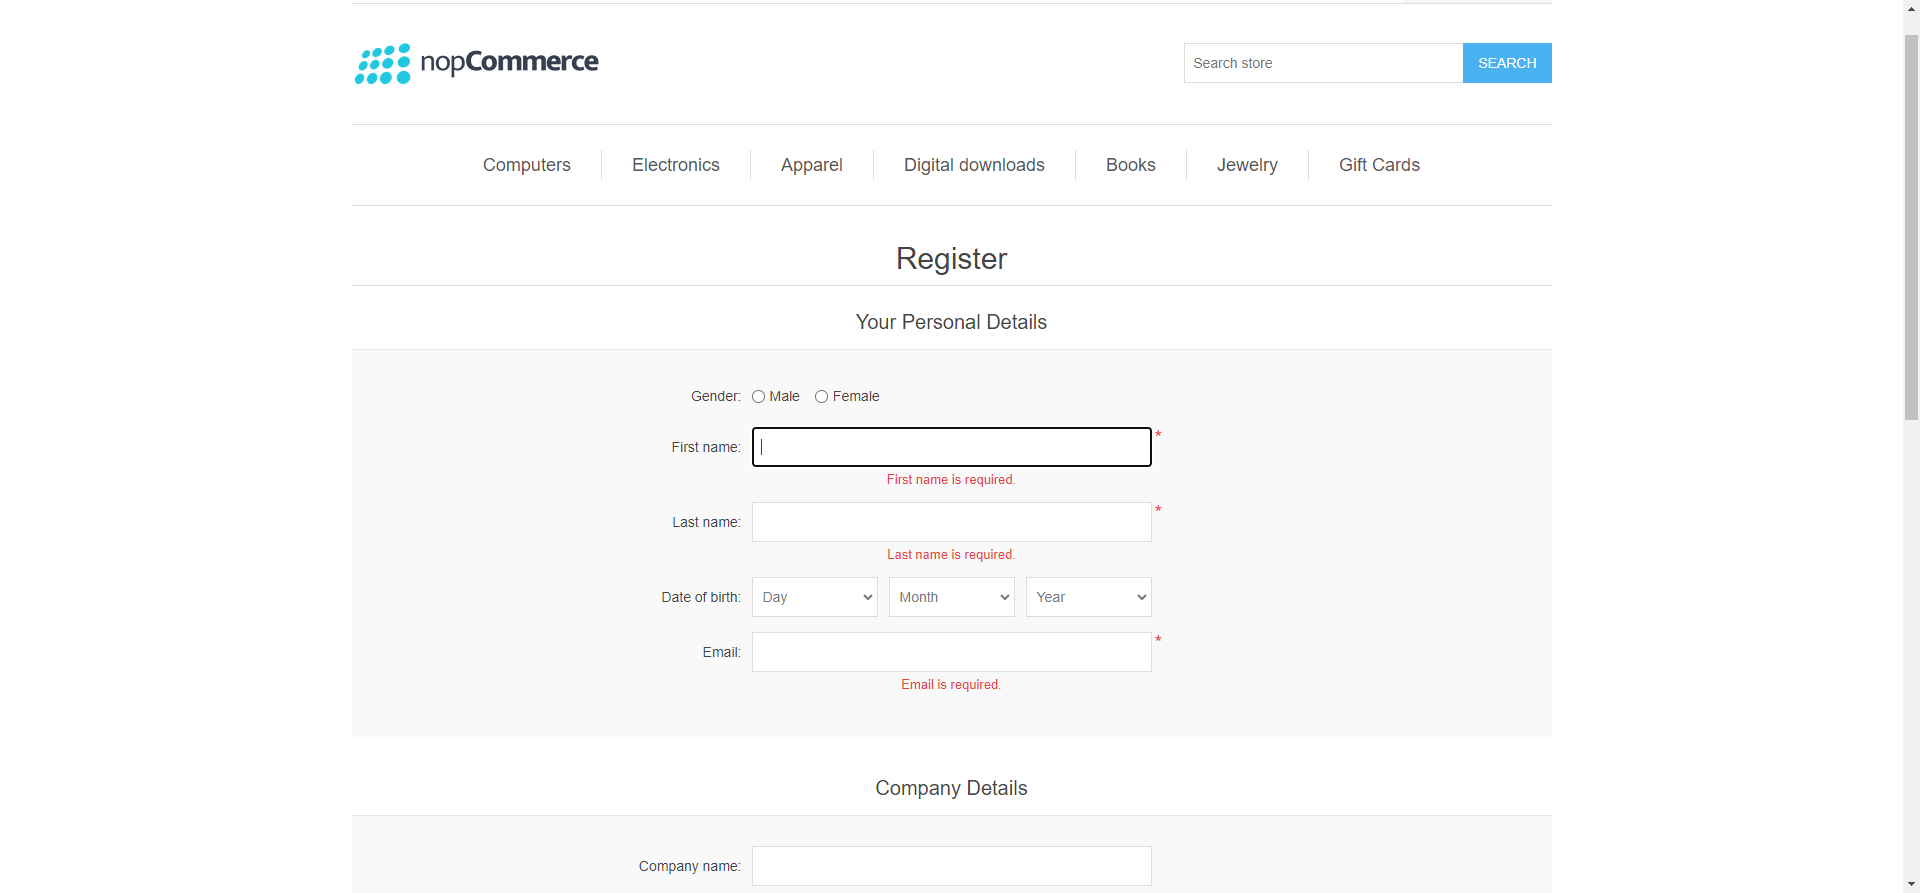 nopCommerce
Search store SEARCH
Computers Electronics Apparel Digital downloads Books Jewelry Gift Cards
Register
Your Personal Details
Gender: Male Female
First name: *
First name is required.
Last name: *
Last name is required.
Date of birth: Day Month Year
Email: *
Email is required.
Company Details
Company name: